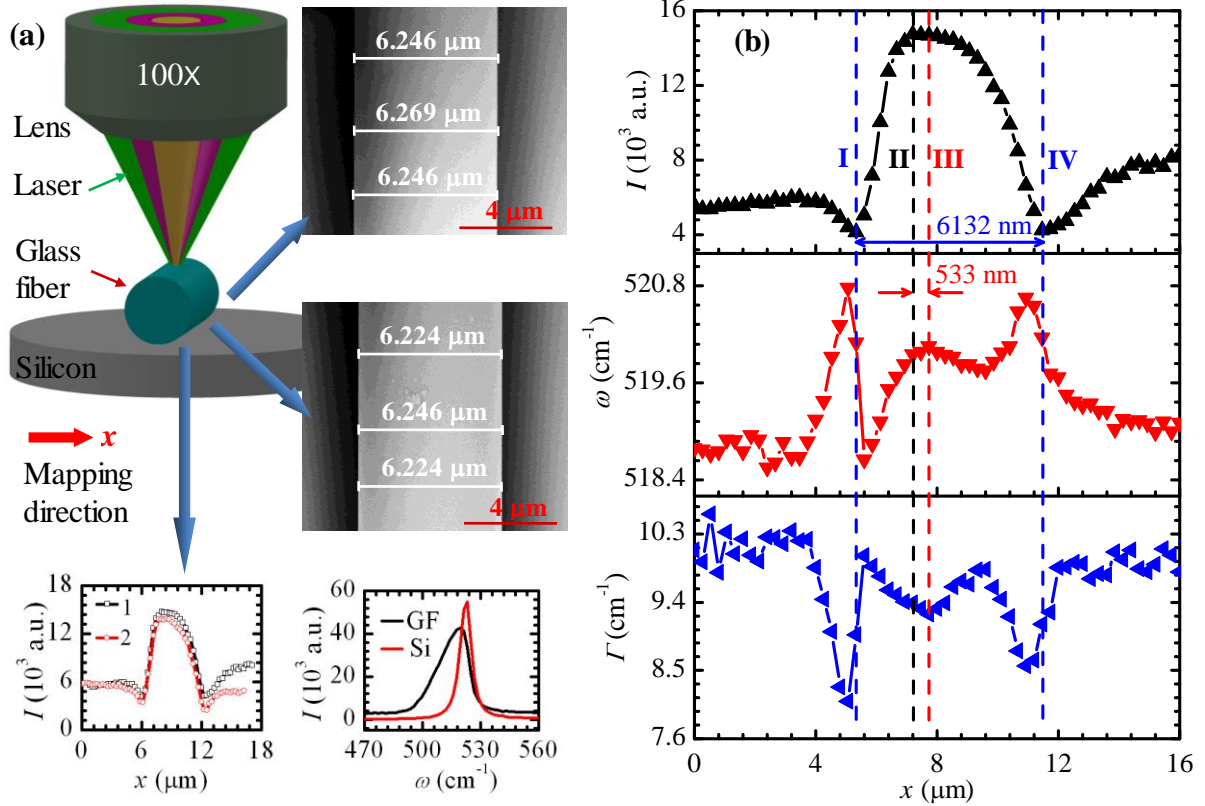 (a)
100X
Lens
Laser
Glass
fiber
Silicon
x
Mapping
direction
6.246 μm
6.269 μm
6.246 μm
4 μm
6.224 μm
6.246 μm
6.224 μm
4 μm
18
12
6
0
I (10³ a.u.)
1
2
0 6 12 18
x (μm)
60
40
20
0
I (10³ a.u.)
GF
Si
470 500 530 560
ω (cm⁻¹)
(b)
16
12
8
4
I (10³ a.u.)
I II III IV
6132 nm
520.8
519.6
518.4
ω (cm⁻¹)
533 nm
10.3
9.4
8.5
7.6
Γ (cm⁻¹)
0 4 8 12 16
x (μm)